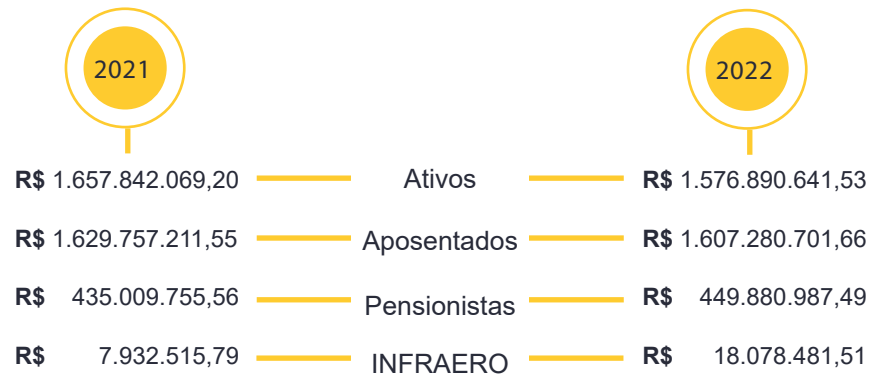 2021 2022
R$ 1.657.842.069,20 Ativos R$ 1.576.890.641,53
R$ 1.629.757.211,55 Aposentados R$ 1.607.280.701,66
R$ 435.009.755,56 Pensionistas R$ 449.880.987,49
R$ 7.932.515,79 INFRAERO R$ 18.078.481,51